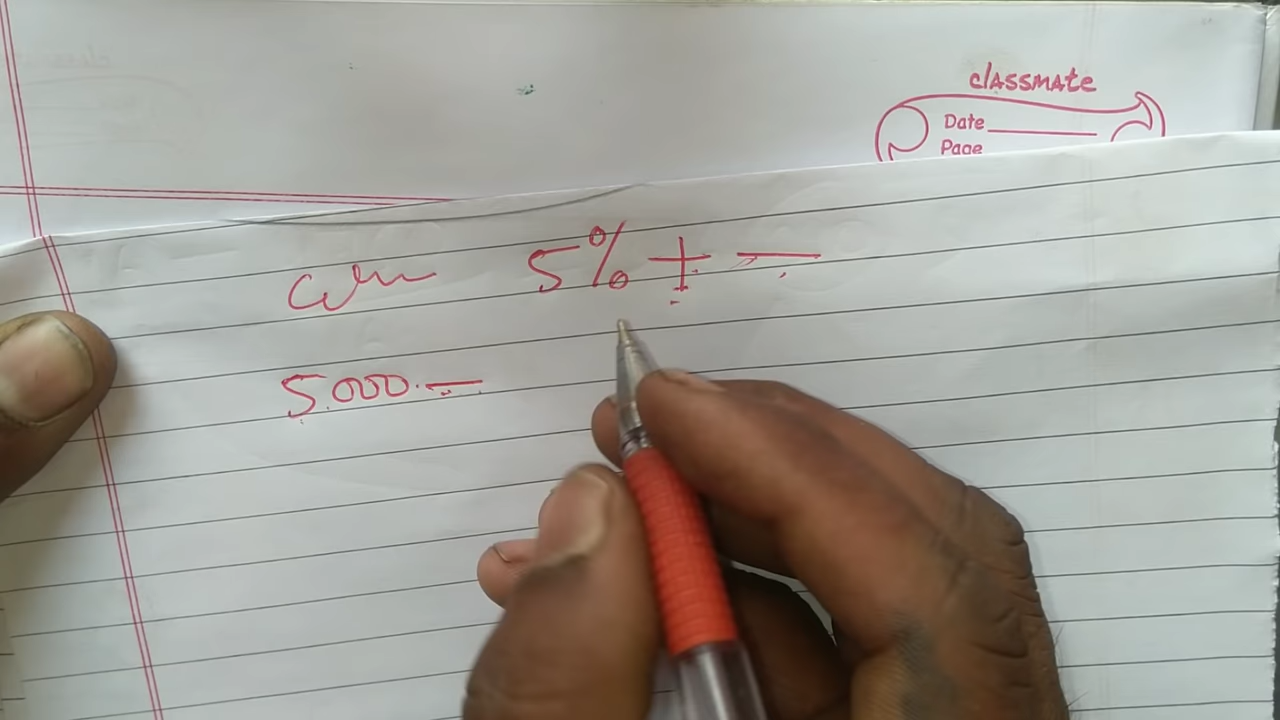 classmate
Date
Page
5% + —
5000.—